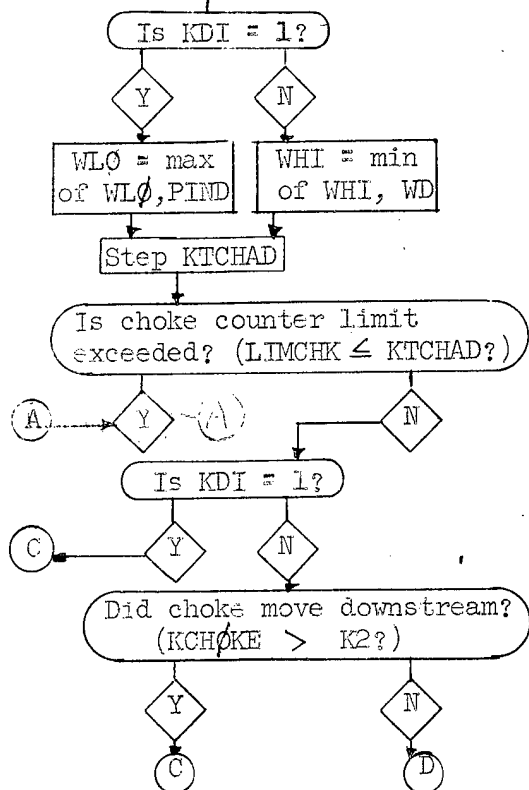 Is KDI = 1?
Y
N
WLØ = max
of WLØ,PIND
WHI = min
of WHI, WD
Step KTCHAD
Is choke counter limit
exceeded? (LIMCHK ≤ KTCHAD?)
A
Y
(A)
N
Is KDI = 1?
C
Y
N
Did choke move downstream?
(KCHØKE > K2?)
Y
N
C
D